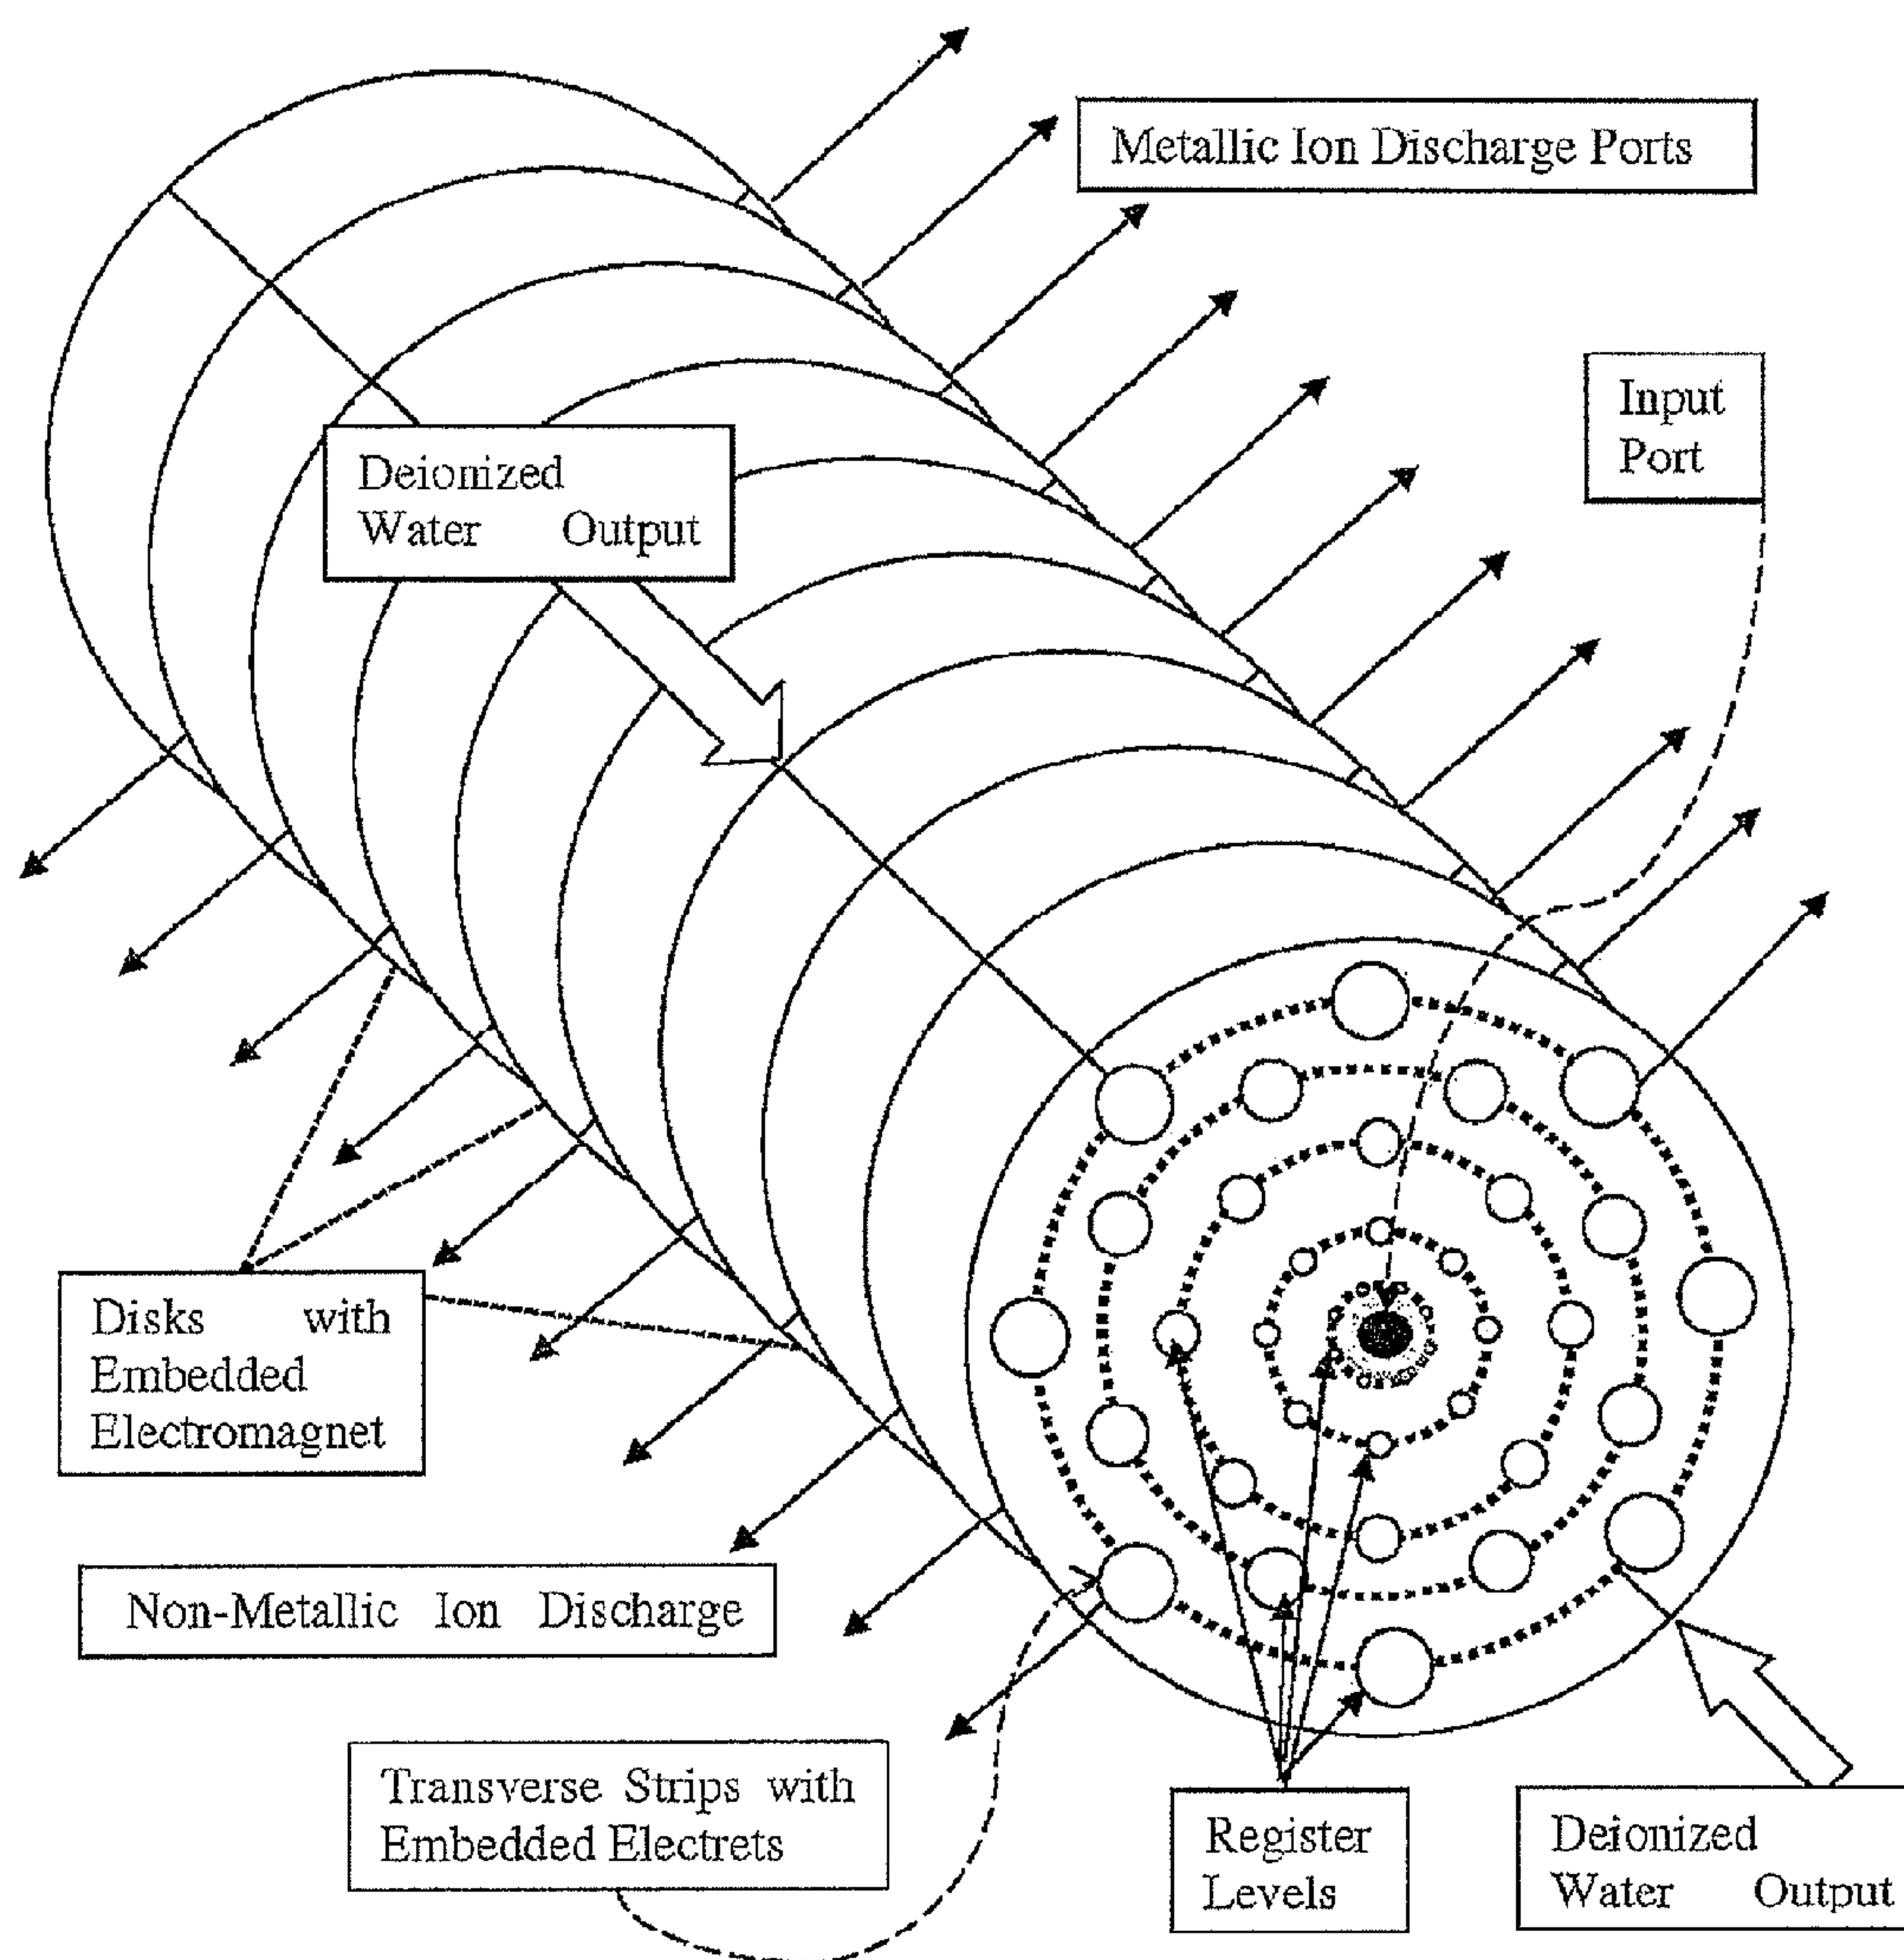 Metallic Ion Discharge Ports
Input
Port
Deionized
Water Output
Disks with
Embedded
Electromagnet
Non-Metallic Ion Discharge
Transverse Strips with
Embedded Electrets
Register
Levels
Deionized
Water Output